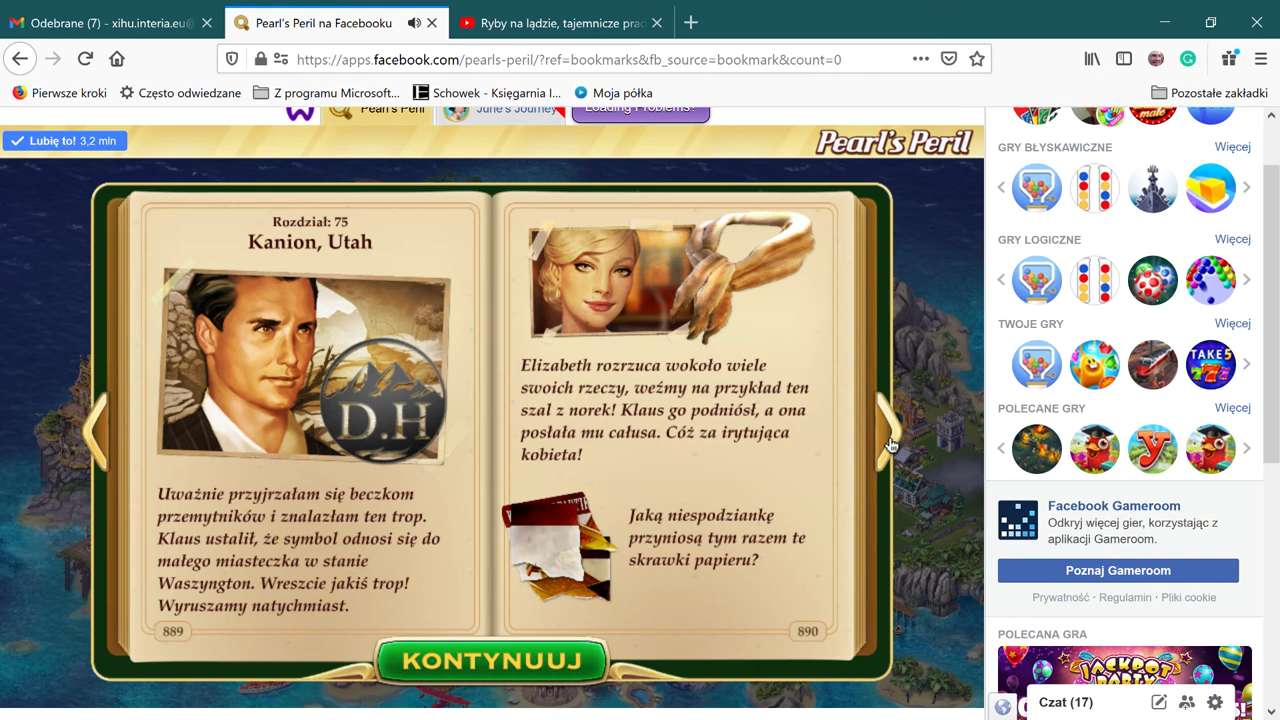 Odebrane (7) - xihu.interia.eu@
Pearl's Peril na Facebooku
Ryby na lądzie, tajemnicze prac
https://apps.facebook.com/pearls-peril/?ref=bookmarks&fb_source=bookmark&count=0
Pierwsze kroki
Często odwiedzane
Z programu Microsoft...
Schowek - Księgarnia I...
Moja półka
Pozostałe zakładki
Pearl's Peril
June's Journey
Loading Problems?
Lubię to! 3,2 mln
Pearl's Peril
Rozdział: 75
Kanion, Utah
D.H
Uważnie przyjrzałam się beczkom
przemytników i znalazłam ten trop.
Klaus ustalił, że symbol odnosi się do
małego miasteczka w stanie
Waszyngton. Wreszcie jakiś trop!
Wyruszamy natychmiast.
889
Elizabeth rozrzuca wokoło wiele
swoich rzeczy, weźmy na przykład ten
szal z norek! Klaus go podniósł, a ona
posłała mu całusa. Cóż za irytująca
kobieta!
Jaką niespodziankę
przyniosą tym razem te
skrawki papieru?
890
KONTYNUUJ
GRY BŁYSKAWICZNE
Więcej
GRY LOGICZNE
Więcej
TWOJE GRY
Więcej
TAKE5
777
POLECANE GRY
Więcej
Y
Facebook Gameroom
Odkryj więcej gier, korzystając z
aplikacji Gameroom.
Poznaj Gameroom
Prywatność · Regulamin · Pliki cookie
POLECANA GRA
JACKPOT
PARTY
Czat (17)